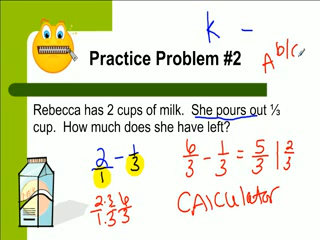 K -
A b/c
Practice Problem #2
Rebecca has 2 cups of milk. She pours out ⅓
cup. How much does she have left?
2/1 - 1/3
6/3 - 1/3 = 5/3 | 2/3
2·3/1·3 6/3
CAlCulator